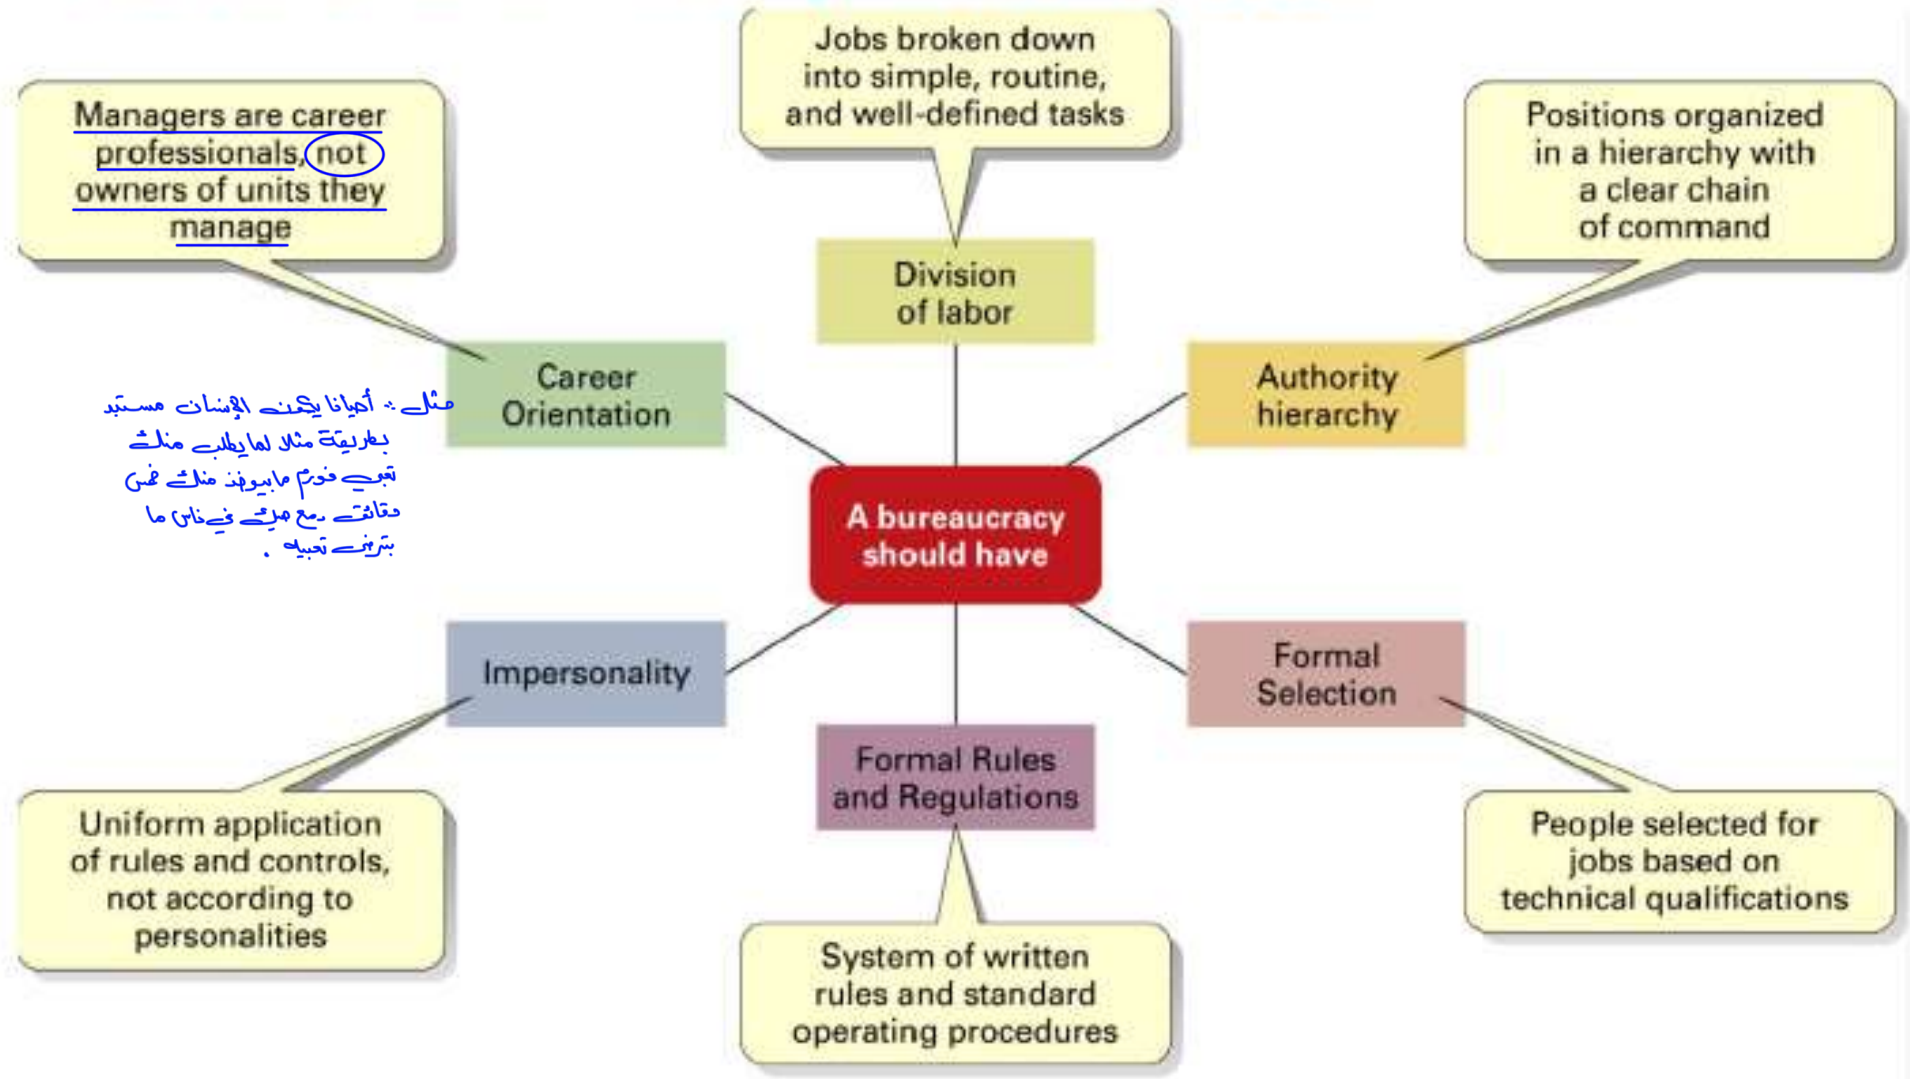 Jobs broken down
into simple, routine,
and well-defined tasks
Managers are career
professionals, not
owners of units they
manage
Positions organized
in a hierarchy with
a clear chain
of command
Division
of labor
Career
Orientation
Authority
hierarchy
مثل : أحيانا يكون الإنسان مستبد
بطريقة مثلا لما يطلب منك
تعبي فورم ما بيوخذ منك خمس
دقائق ومع هيك في ناس ما
بترضى تعبيه .
A bureaucracy
should have
Impersonality
Formal
Selection
Formal Rules
and Regulations
Uniform application
of rules and controls,
not according to
personalities
People selected for
jobs based on
technical qualifications
System of written
rules and standard
operating procedures